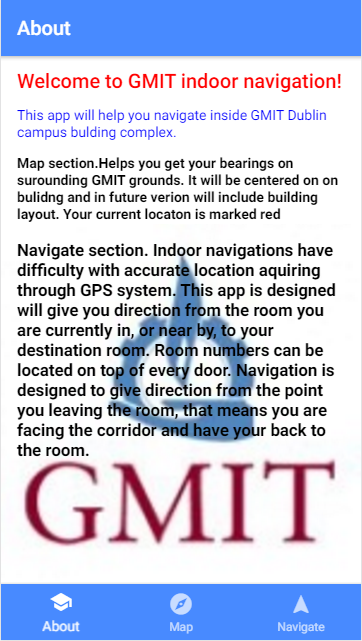 About
Welcome to GMIT indoor navigation!
This app will help you navigate inside GMIT Dublin
campus bulding complex.
Map section.Helps you get your bearings on
surounding GMIT grounds. It will be centered on on
bulidng and in future verion will include building
layout. Your current locaton is marked red
Navigate section. Indoor navigations have
difficulty with accurate location aquiring
through GPS system. This app is designed
will give you direction from the room you
are currently in, or near by, to your
destination room. Room numbers can be
located on top of every door. Navigation is
designed to give direction from the point
you leaving the room, that means you are
facing the corridor and have your back to
the room.
GMIT
About
Map
Navigate